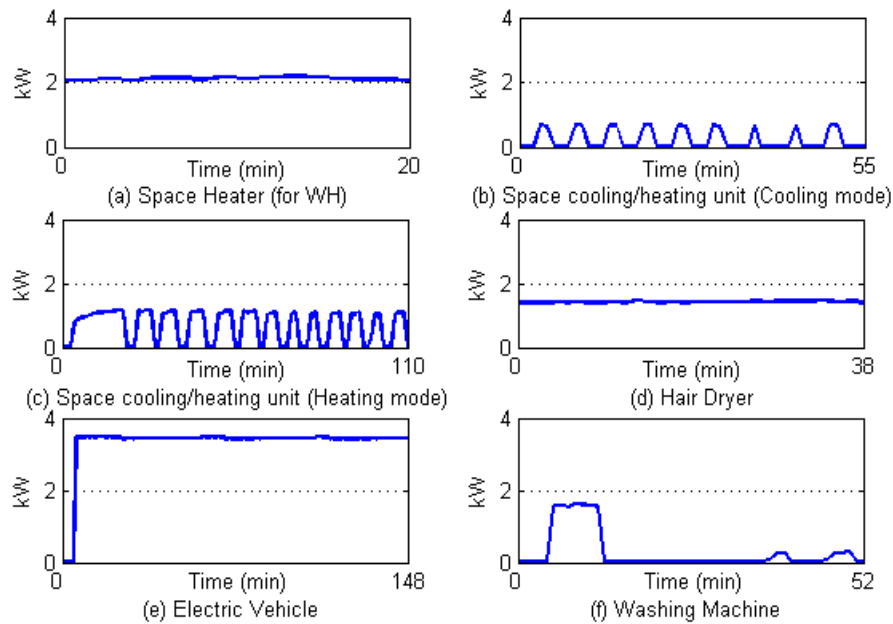 4
2
0
kW
0
Time (min)
20
(a) Space Heater (for WH)
4
2
0
kW
0
Time (min)
55
(b) Space cooling/heating unit (Cooling mode)
4
2
0
kW
0
Time (min)
110
(c) Space cooling/heating unit (Heating mode)
4
2
0
kW
0
Time (min)
38
(d) Hair Dryer
4
2
0
kW
0
Time (min)
148
(e) Electric Vehicle
4
2
0
kW
0
Time (min)
52
(f) Washing Machine